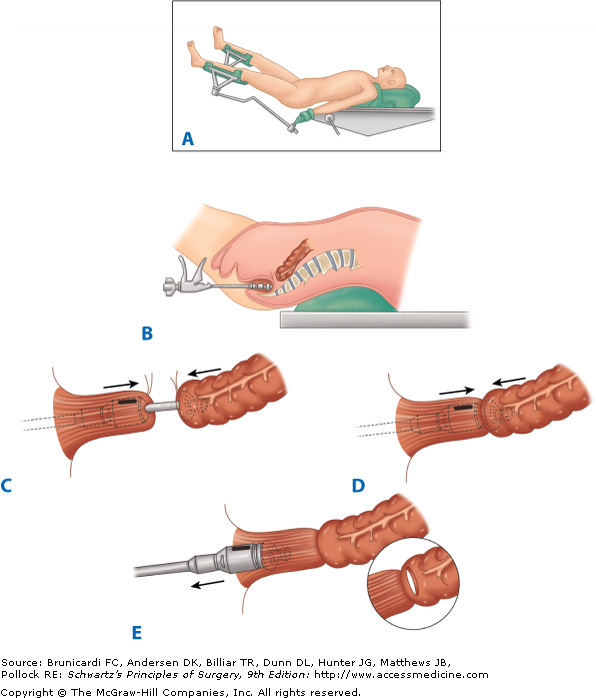 A
B
C
D
E
Source: Brunicardi FC, Andersen DK, Billiar TR, Dunn DL, Hunter JG, Matthews JB,
Pollock RE: Schwartz's Principles of Surgery, 9th Edition: http://www.accessmedicine.com
Copyright © The McGraw-Hill Companies, Inc. All rights reserved.